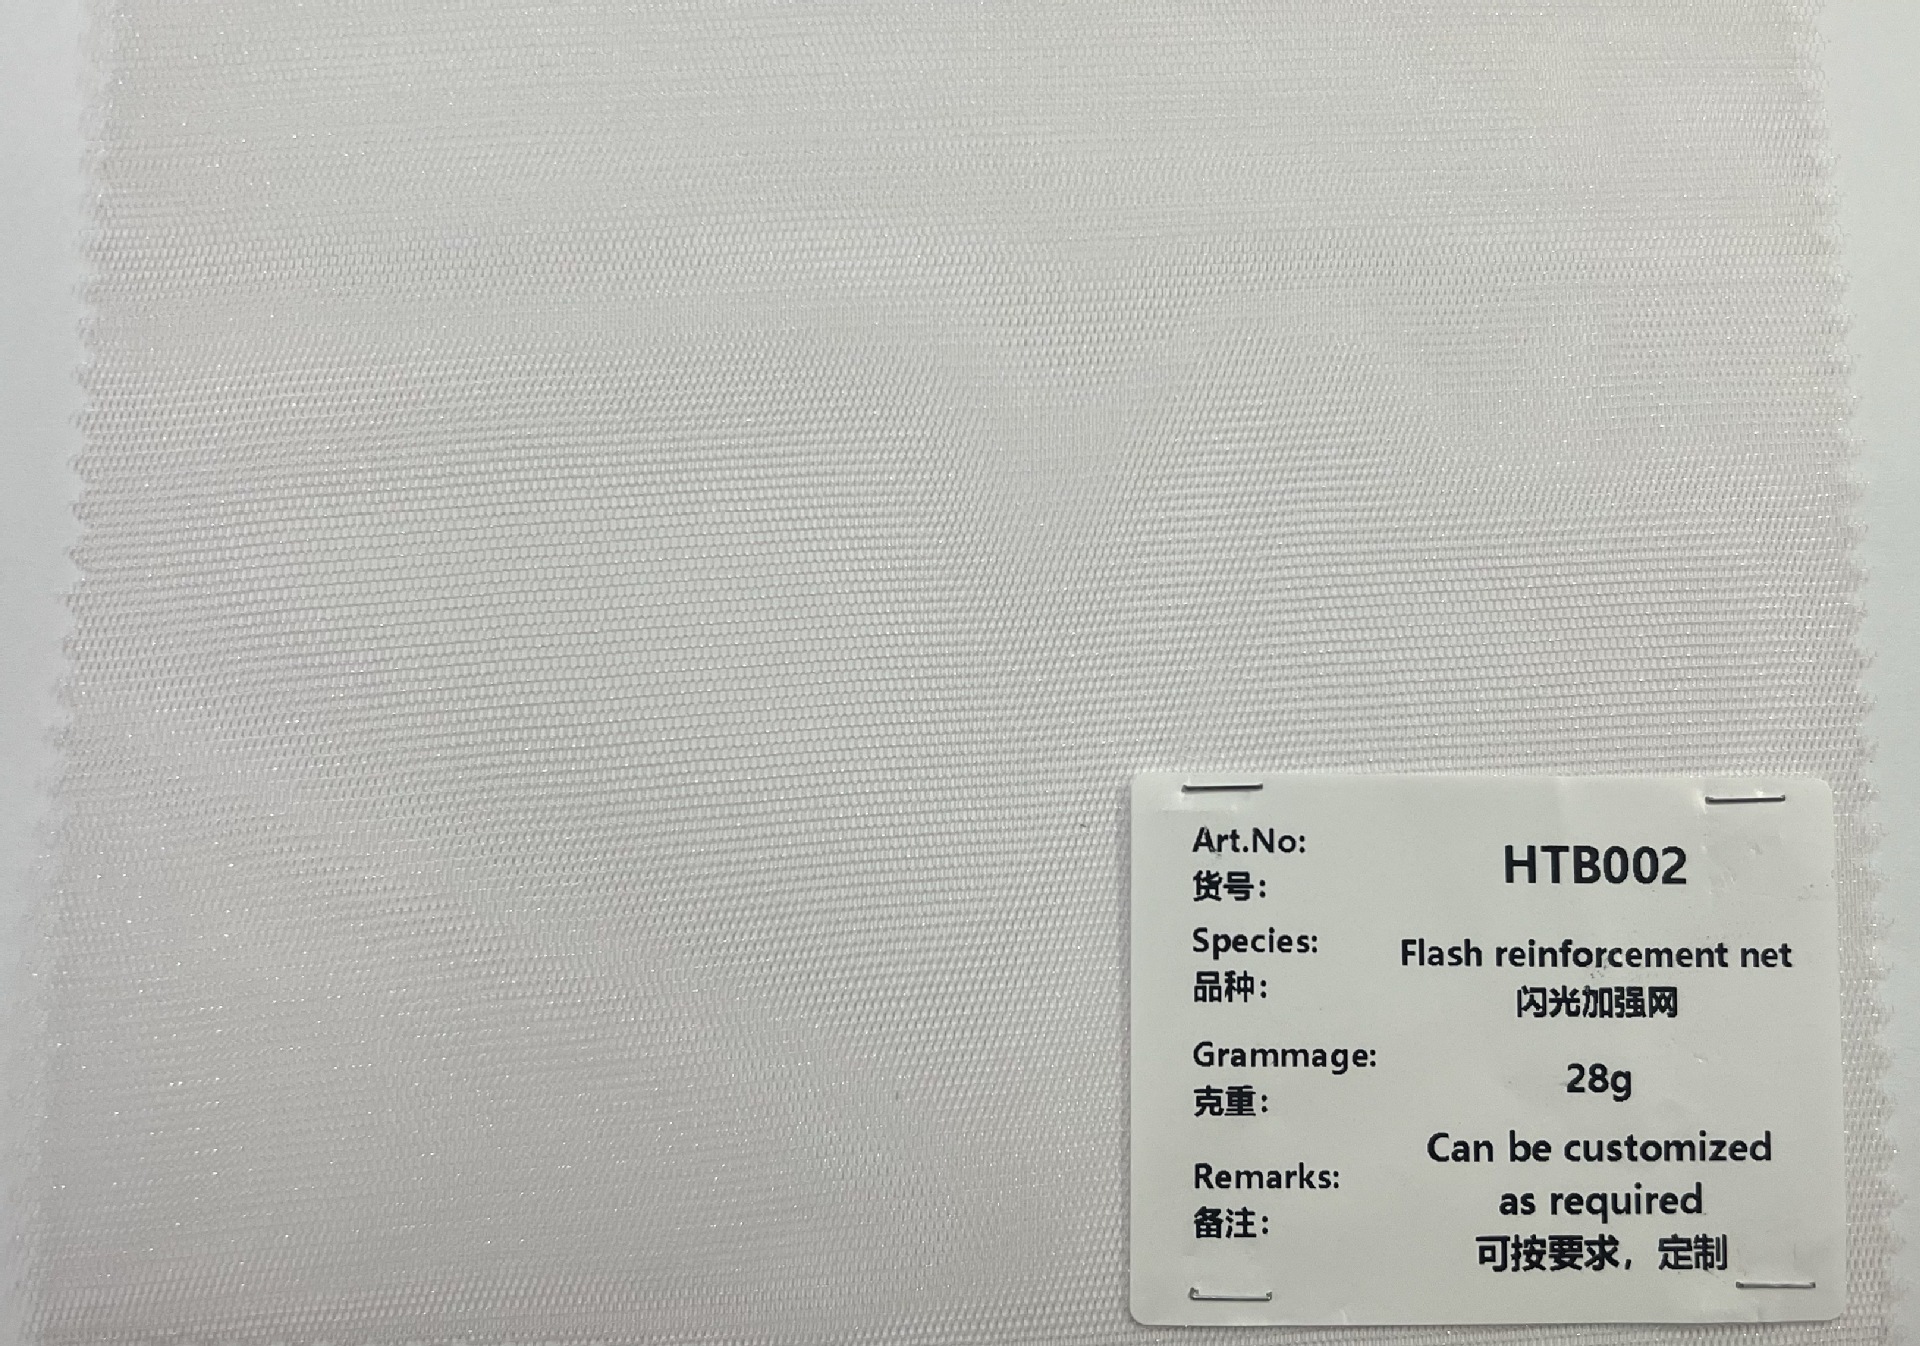 Art.No: HTB002
货号：
Species: Flash reinforcement net
品种： 闪光加强网
Grammage: 28g
克重：
Remarks: Can be customized
as required
备注： 可按要求，定制